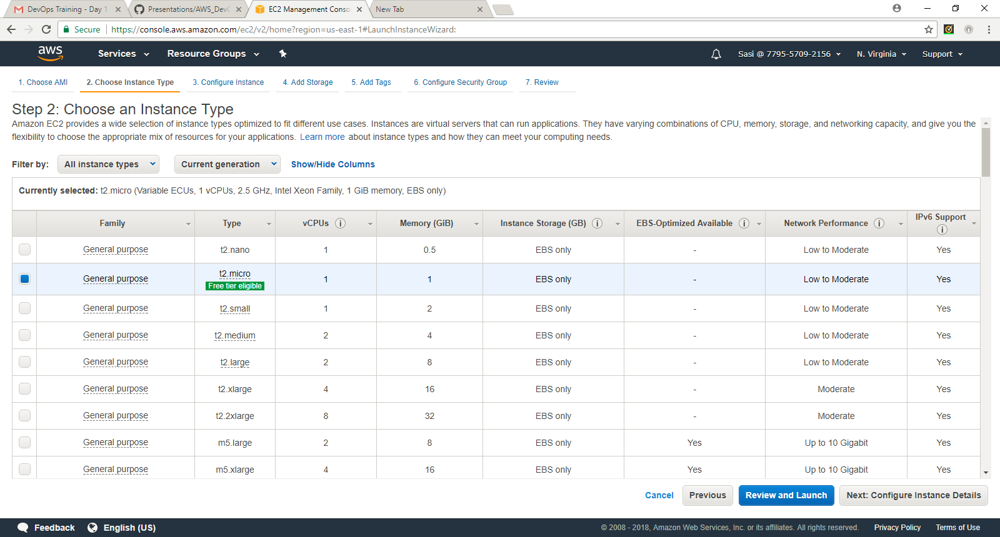 DevOps Training - Day 1
Presentations/AWS_Dev
EC2 Management Conso
New Tab
Secure
https://console.aws.amazon.com/ec2/v2/home?region=us-east-1#LaunchInstanceWizard:
aws Services Resource Groups Sasi @ 7795-5709-2156 N. Virginia Support
1. Choose AMI 2. Choose Instance Type 3. Configure Instance 4. Add Storage 5. Add Tags 6. Configure Security Group 7. Review
Step 2: Choose an Instance Type
Amazon EC2 provides a wide selection of instance types optimized to fit different use cases. Instances are virtual servers that can run applications. They have varying combinations of CPU, memory, storage, and networking capacity, and give you the
flexibility to choose the appropriate mix of resources for your applications. Learn more about instance types and how they can meet your computing needs.
Filter by: All instance types Current generation Show/Hide Columns
Currently selected: t2.micro (Variable ECUs, 1 vCPUs, 2.5 GHz, Intel Xeon Family, 1 GiB memory, EBS only)
Family Type vCPUs i Memory (GiB) Instance Storage (GB) i EBS-Optimized Available i Network Performance i IPv6 Support i
General purpose t2.nano 1 0.5 EBS only - Low to Moderate Yes
General purpose t2.micro 1 1 EBS only - Low to Moderate Yes
Free tier eligible
General purpose t2.small 1 2 EBS only - Low to Moderate Yes
General purpose t2.medium 2 4 EBS only - Low to Moderate Yes
General purpose t2.large 2 8 EBS only - Low to Moderate Yes
General purpose t2.xlarge 4 16 EBS only - Moderate Yes
General purpose t2.2xlarge 8 32 EBS only - Moderate Yes
General purpose m5.large 2 8 EBS only Yes Up to 10 Gigabit Yes
General purpose m5.xlarge 4 16 EBS only Yes Up to 10 Gigabit Yes
Cancel Previous Review and Launch Next: Configure Instance Details
Feedback English (US) © 2008 - 2018, Amazon Web Services, Inc. or its affiliates. All rights reserved. Privacy Policy Terms of Use